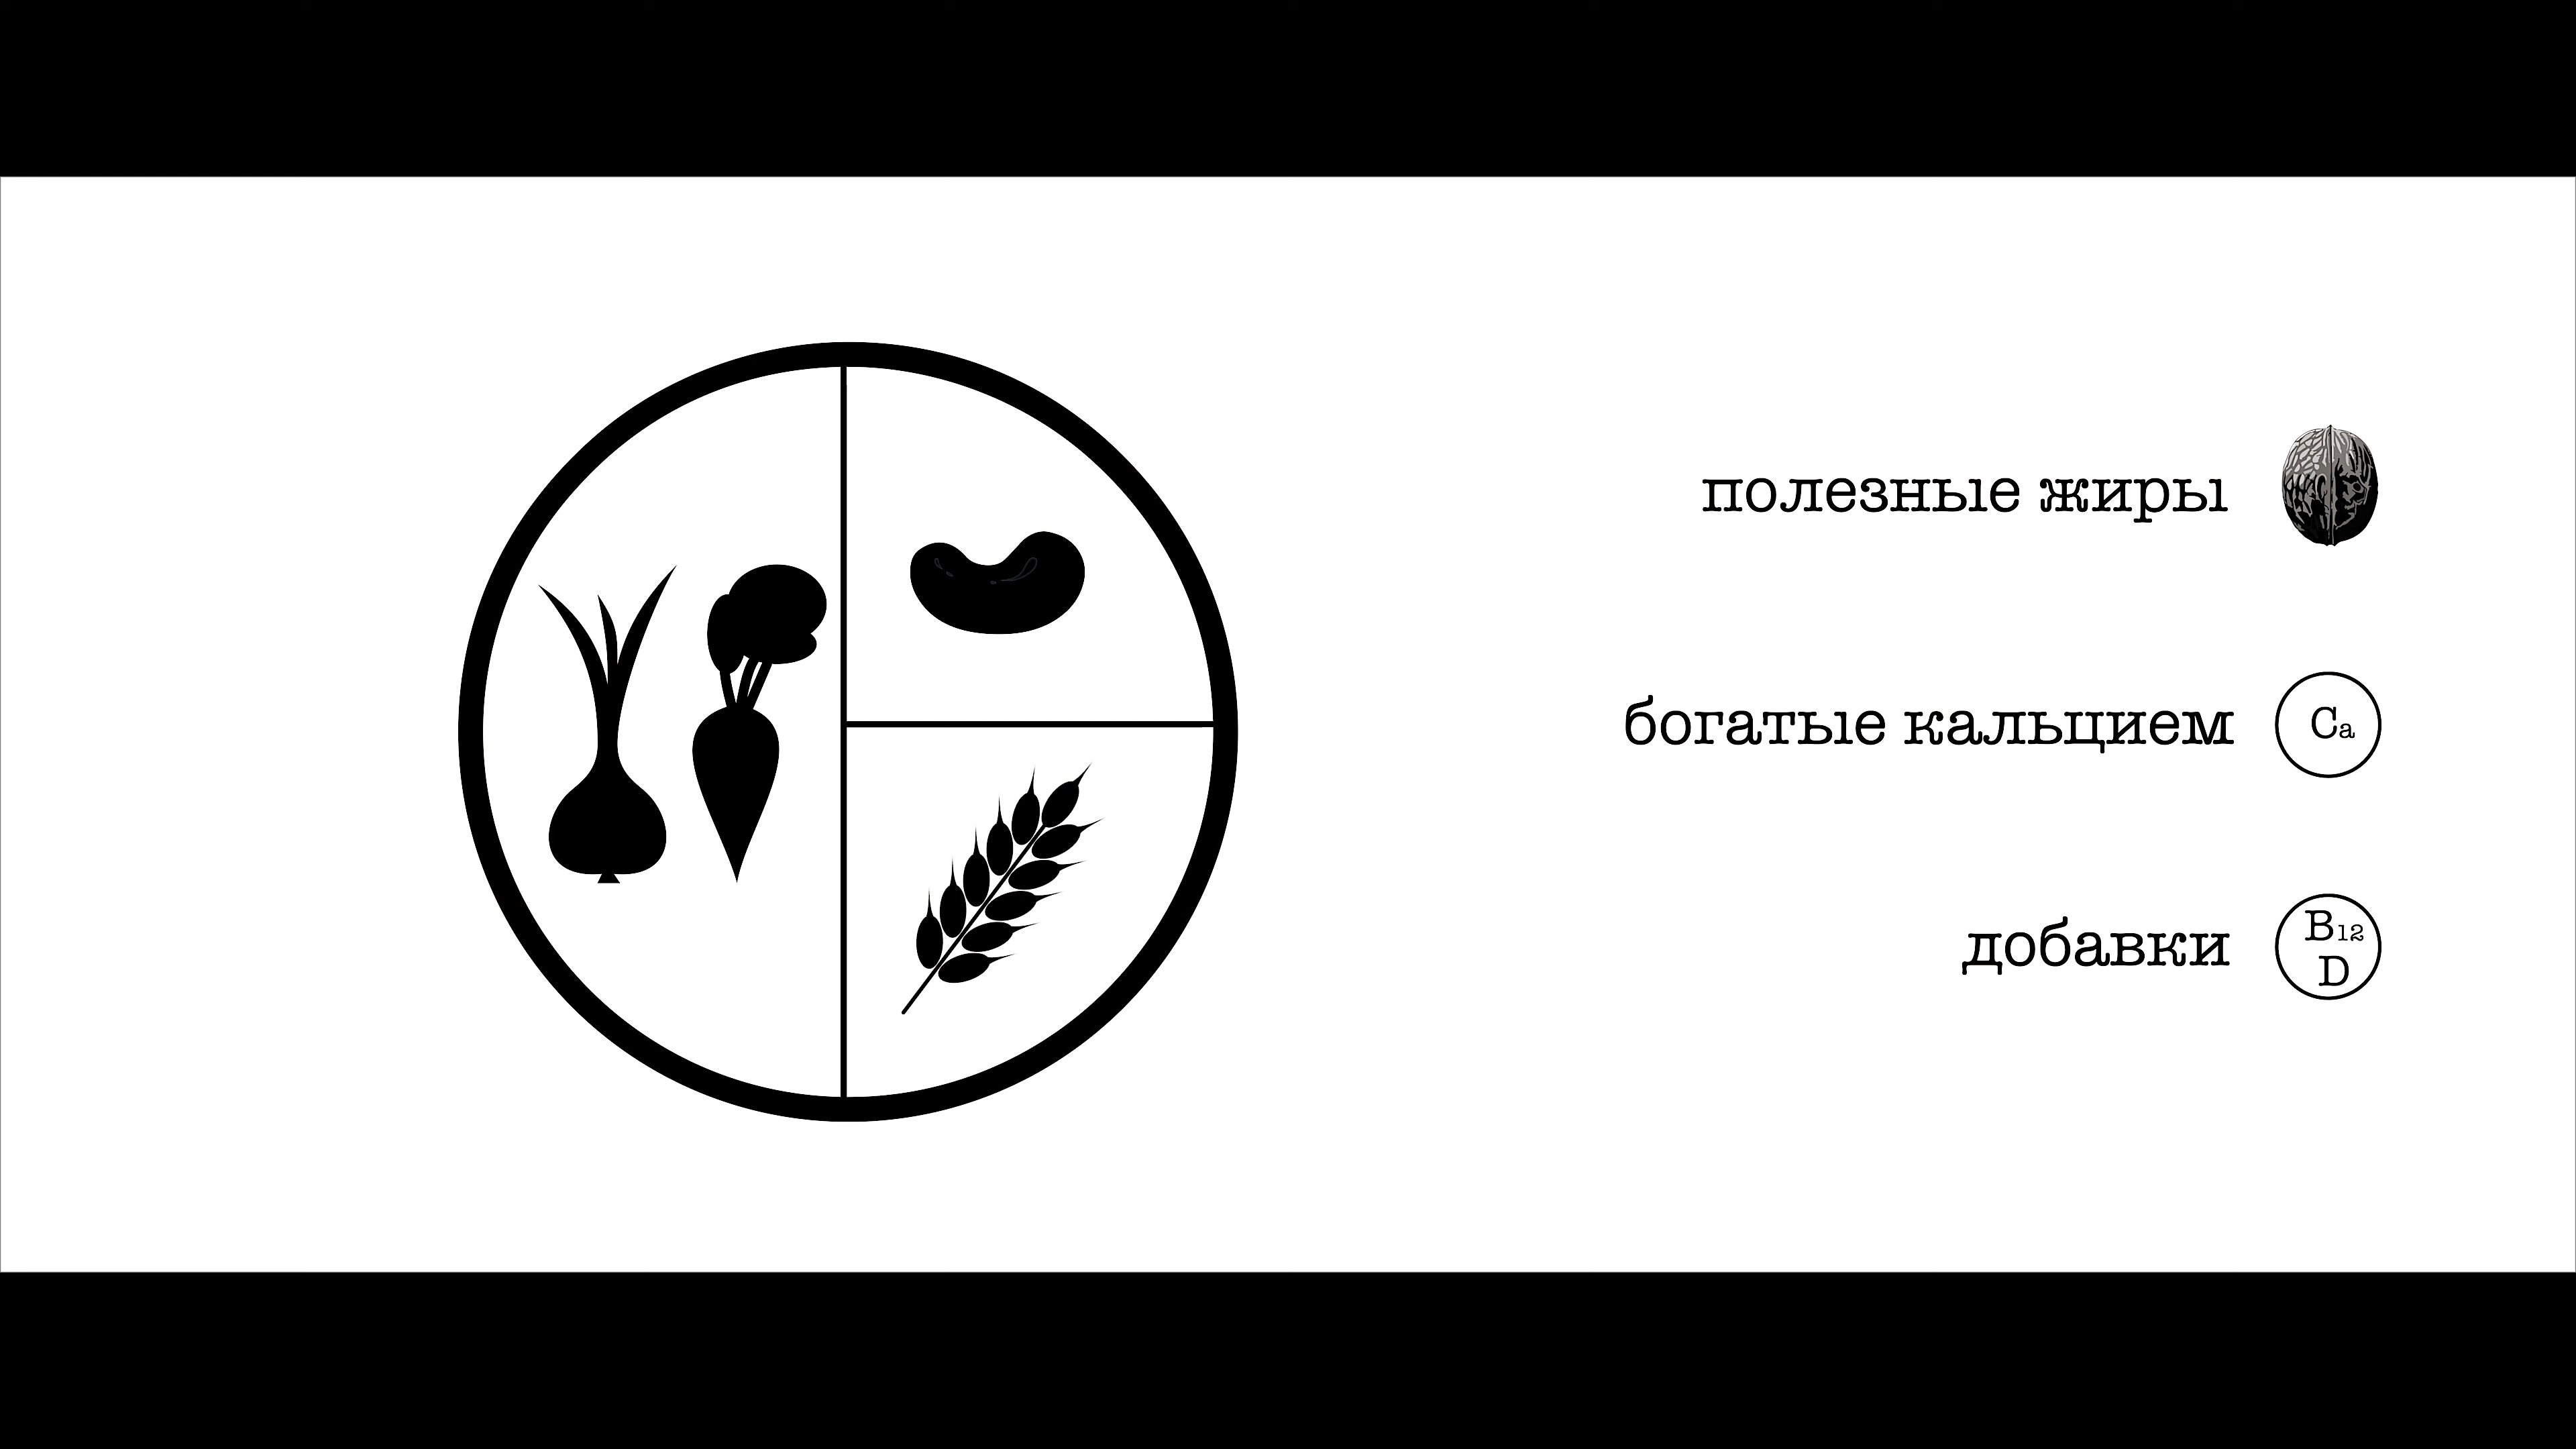 полезные жиры
богатые кальцием
Ca
добавки
B12
D